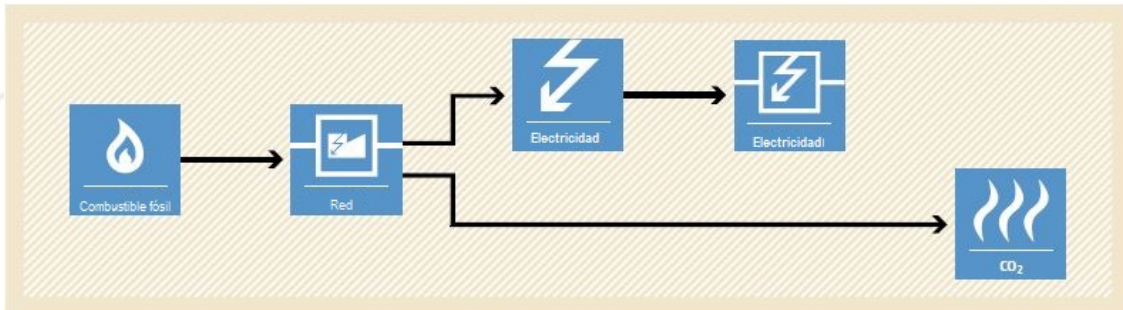 Combustible fósil
Red
Electricidad
Electricidad
CO₂